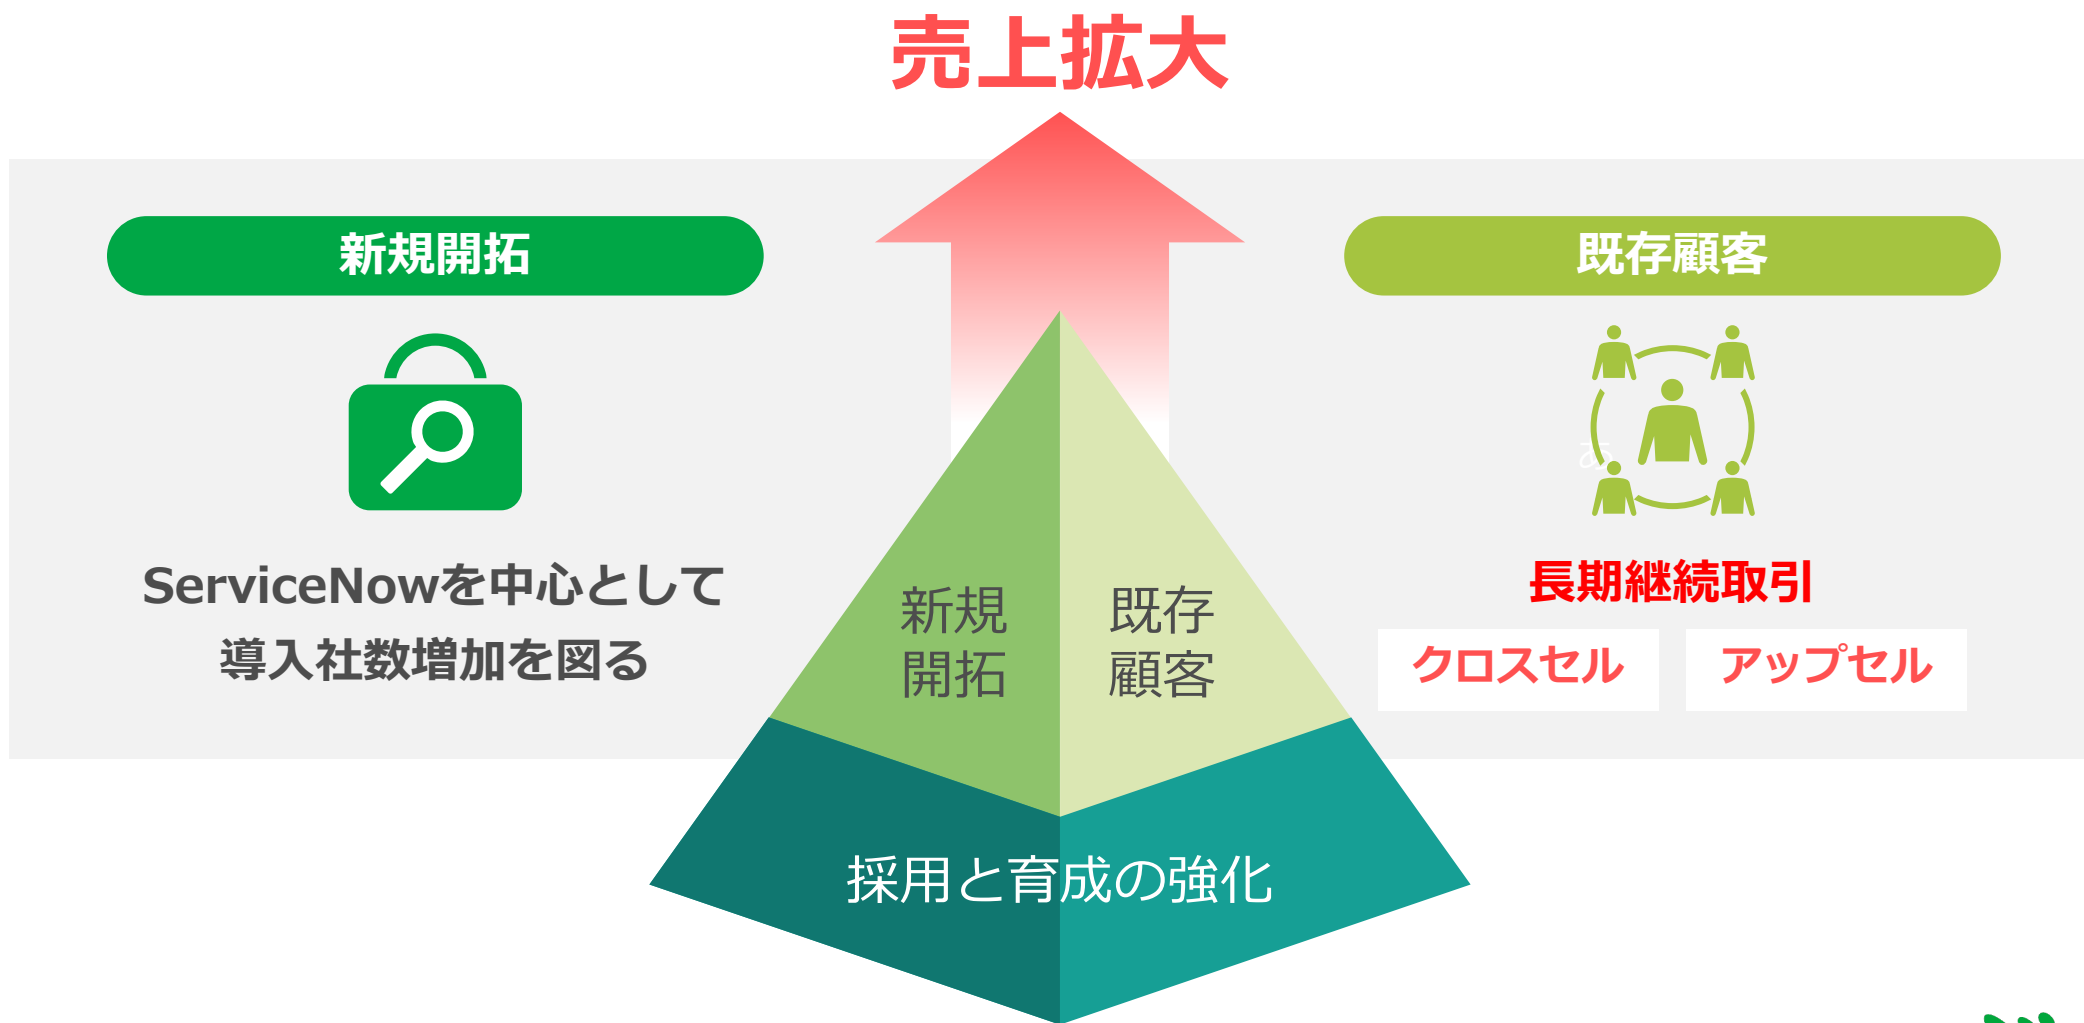 売上拡大
新規開拓
ServiceNowを中心として
導入社数増加を図る
既存顧客
あ
長期継続取引
クロスセル
アップセル
新規
開拓
既存
顧客
採用と育成の強化